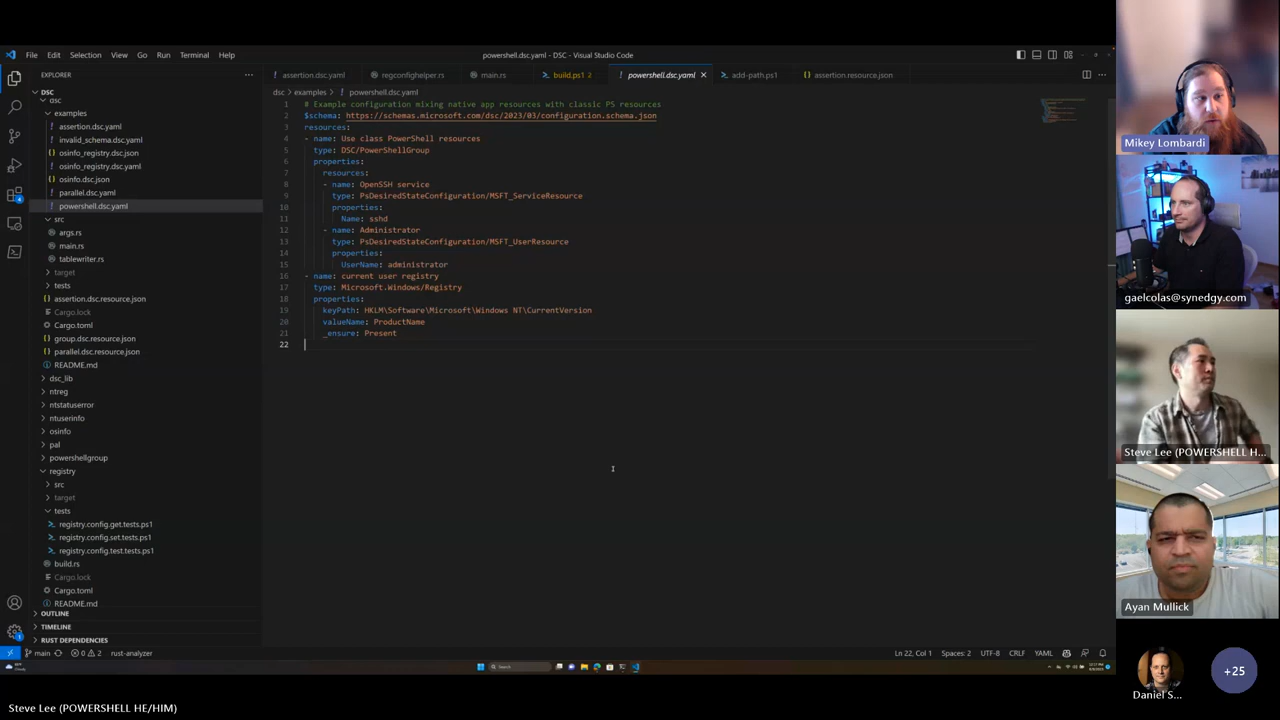 File Edit Selection View Go Run Terminal Help
powershell.dsc.yaml - DSC - Visual Studio Code
EXPLORER
DSC
dsc
examples
assertion.dsc.yaml
invalid_schema.dsc.yaml
osinfo_registry.dsc.json
osinfo_registry.dsc.yaml
osinfo.dsc.json
parallel.dsc.yaml
powershell.dsc.yaml
src
args.rs
main.rs
tablewriter.rs
target
tests
assertion.dsc.resource.json
Cargo.lock
Cargo.toml
group.dsc.resource.json
parallel.dsc.resource.json
README.md
dsc_lib
ntreg
ntstatuserror
ntuserinfo
osinfo
pal
powershellgroup
registry
src
target
tests
registry.config.get.tests.ps1
registry.config.set.tests.ps1
registry.config.test.tests.ps1
build.rs
Cargo.lock
Cargo.toml
README.md
OUTLINE
TIMELINE
RUST DEPENDENCIES
assertion.dsc.yaml regconfighelper.rs main.rs build.ps1 2 powershell.dsc.yaml add-path.ps1 assertion.resource.json
dsc > examples > powershell.dsc.yaml
1 # Example configuration mixing native app resources with classic PS resources
2 $schema: https://schemas.microsoft.com/dsc/2023/03/configuration.schema.json
3 resources:
4 - name: Use class PowerShell resources
5 type: DSC/PowerShellGroup
6 properties:
7 resources:
8 - name: OpenSSH service
9 type: PsDesiredStateConfiguration/MSFT_ServiceResource
10 properties:
11 Name: sshd
12 - name: Administrator
13 type: PsDesiredStateConfiguration/MSFT_UserResource
14 properties:
15 UserName: administrator
16 - name: current user registry
17 type: Microsoft.Windows/Registry
18 properties:
19 keyPath: HKLM\Software\Microsoft\Windows NT\CurrentVersion
20 valueName: ProductName
21 _ensure: Present
22
main 0 2 rust-analyzer
Ln 22, Col 1 Spaces: 2 UTF-8 CRLF YAML
Search
Mikey Lombardi
gaelcolas@synedgy.com
Steve Lee (POWERSHELL H...
Ayan Mullick
Daniel S...
+25
Steve Lee (POWERSHELL HE/HIM)